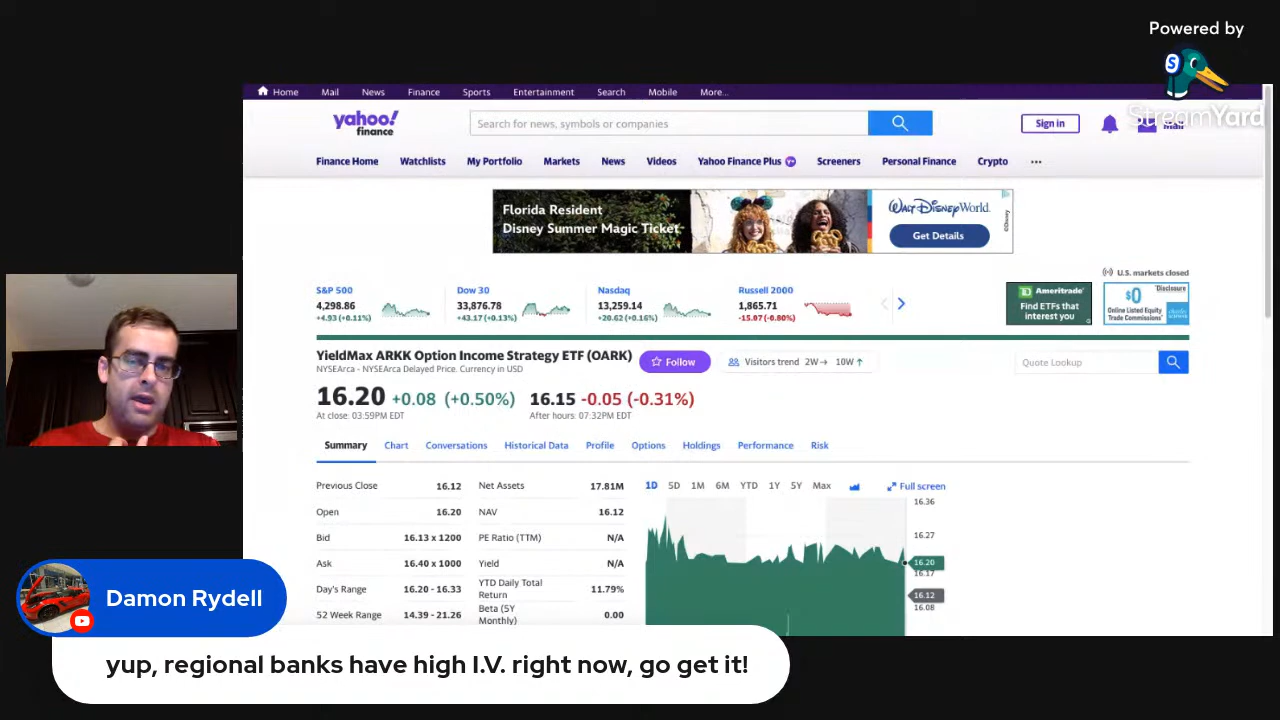 Powered by
S
StreamYard
Home Mail News Finance Sports Entertainment Search Mobile More...
yahoo!
finance
Search for news, symbols or companies
Sign in
Mail
Finance Home Watchlists My Portfolio Markets News Videos Yahoo Finance Plus Screeners Personal Finance Crypto ...
Florida Resident
Disney Summer Magic Ticket
Walt Disney World.
Get Details
©Disney
U.S. markets closed
S&P 500
4,298.86
+4.93 (+0.11%)
Dow 30
33,876.78
+43.17 (+0.13%)
Nasdaq
13,259.14
+20.62 (+0.16%)
Russell 2000
1,865.71
-15.07 (-0.80%)
Ameritrade
Find ETFs that
interest you
Disclosure
$0
Online Listed Equity
Trade Commissions
charles
SCHWAB
YieldMax ARKK Option Income Strategy ETF (OARK)
NYSEArca - NYSEArca Delayed Price. Currency in USD
Follow
Visitors trend 2W→ 10W↑
Quote Lookup
16.20 +0.08 (+0.50%)
At close: 03:59PM EDT
16.15 -0.05 (-0.31%)
After hours: 07:32PM EDT
Summary Chart Conversations Historical Data Profile Options Holdings Performance Risk
Previous Close 16.12
Open 16.20
Bid 16.13 x 1200
Ask 16.40 x 1000
Day's Range 16.20 - 16.33
52 Week Range 14.39 - 21.26
Net Assets 17.81M
NAV 16.12
PE Ratio (TTM) N/A
Yield N/A
YTD Daily Total
Return 11.79%
Beta (5Y
Monthly) 0.00
1D 5D 1M 6M YTD 1Y 5Y Max
Full screen
16.36
16.27
16.20
16.17
16.12
16.08
Damon Rydell
yup, regional banks have high I.V. right now, go get it!